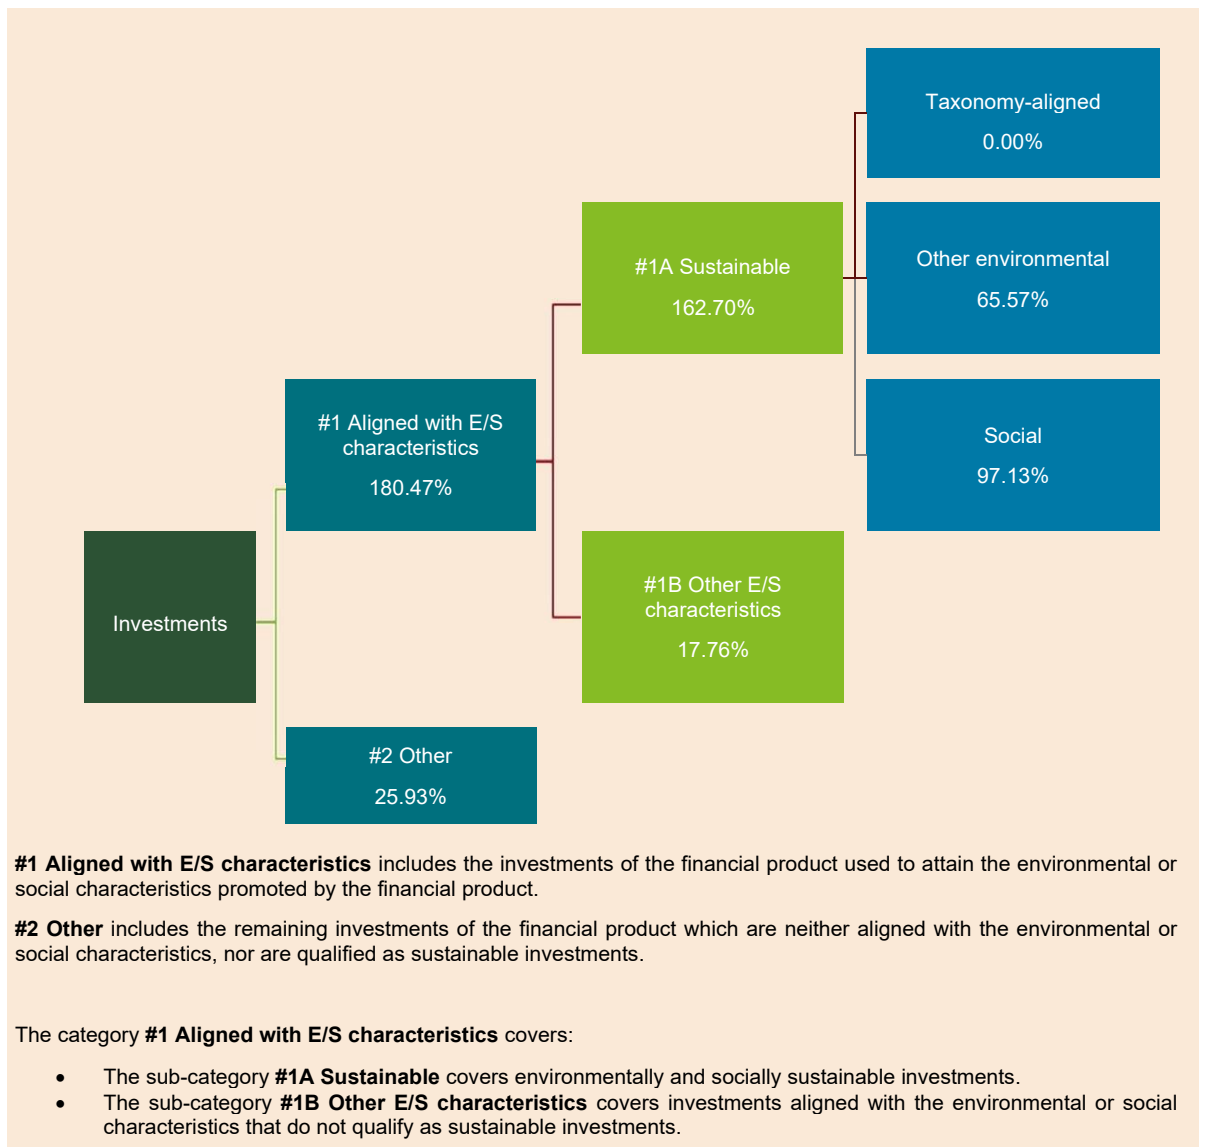 Taxonomy-aligned
0.00%
#1A Sustainable
162.70%
Other environmental
65.57%
#1 Aligned with E/S
characteristics
180.47%
Social
97.13%
Investments
#1B Other E/S
characteristics
17.76%
#2 Other
25.93%
#1 Aligned with E/S characteristics includes the investments of the financial product used to attain the environmental or
social characteristics promoted by the financial product.
#2 Other includes the remaining investments of the financial product which are neither aligned with the environmental or
social characteristics, nor are qualified as sustainable investments.
The category #1 Aligned with E/S characteristics covers:
• The sub-category #1A Sustainable covers environmentally and socially sustainable investments.
• The sub-category #1B Other E/S characteristics covers investments aligned with the environmental or social
characteristics that do not qualify as sustainable investments.